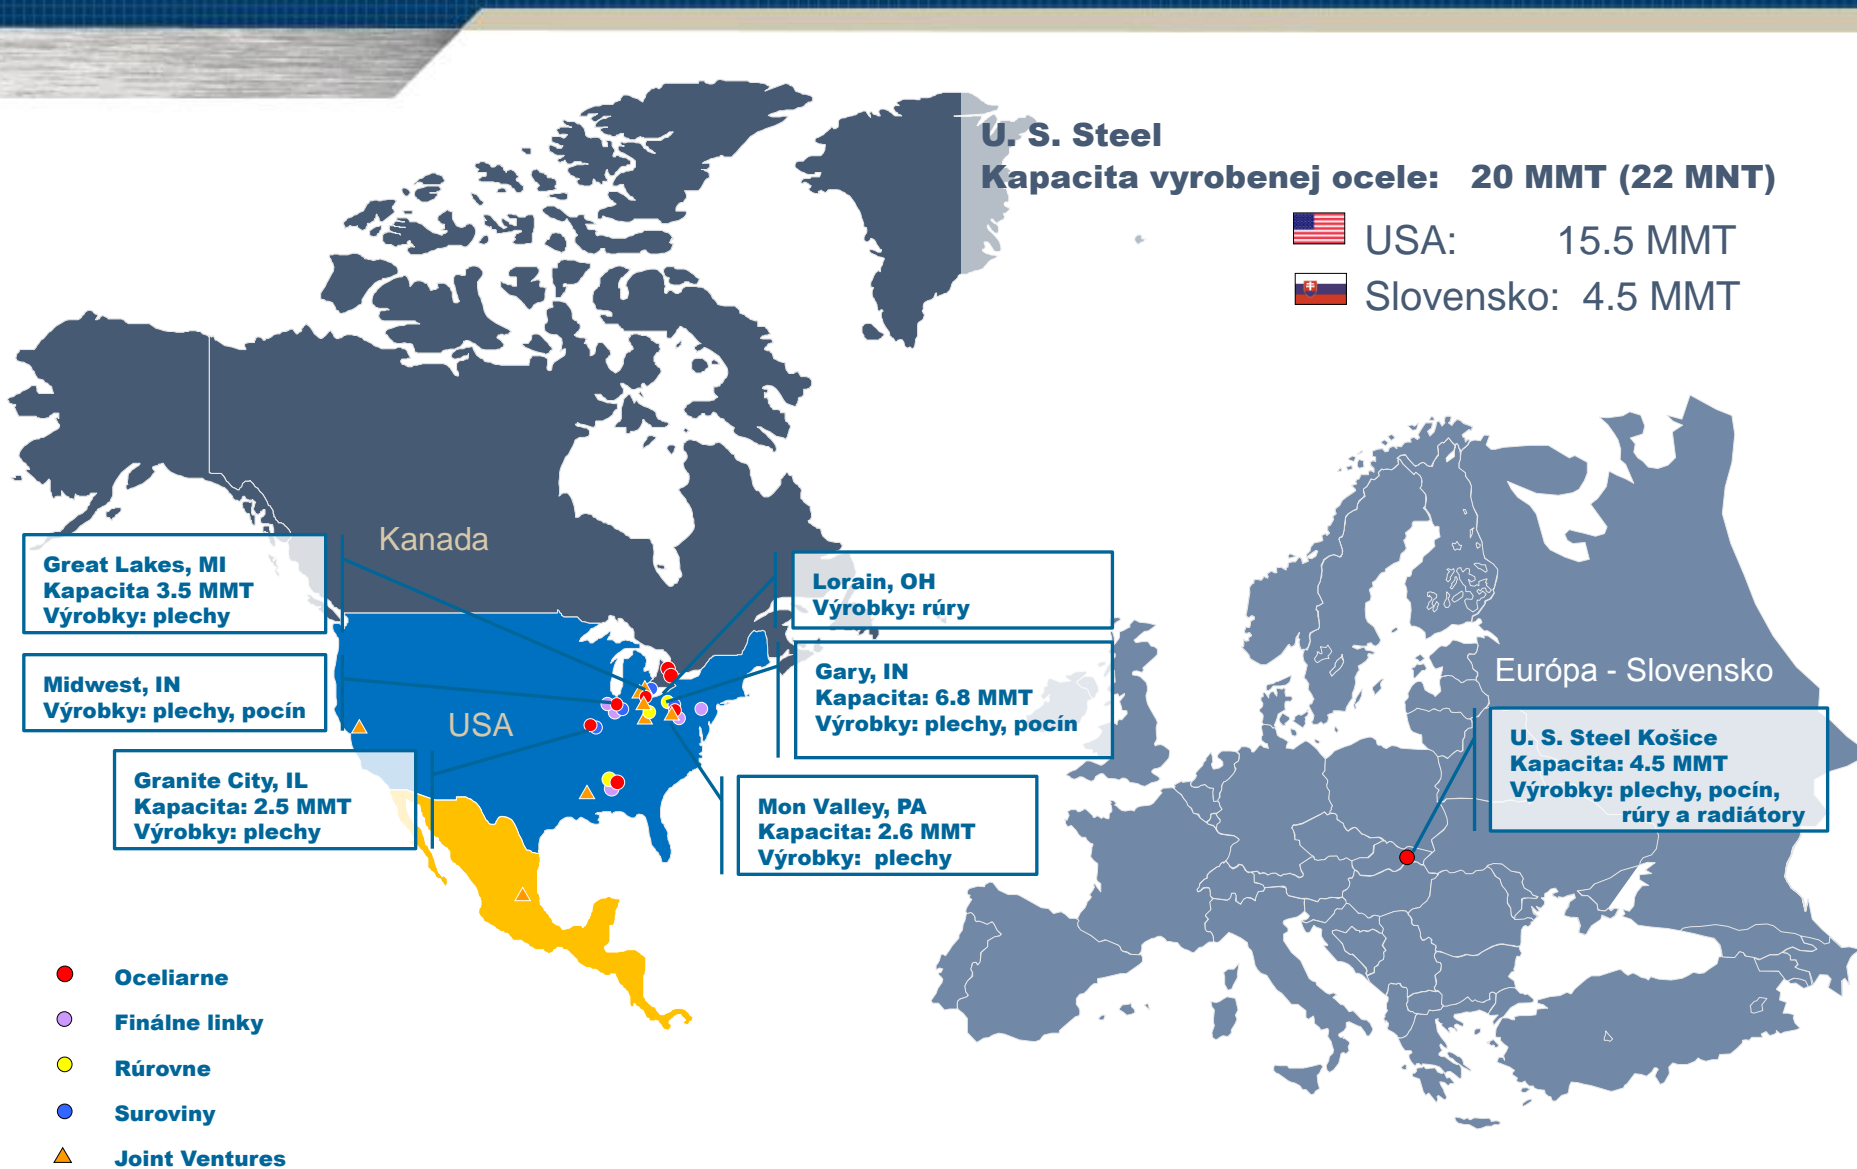 U. S. Steel
Kapacita vyrobenej ocele: 20 MMT (22 MNT)
USA: 15.5 MMT
Slovensko: 4.5 MMT
Kanada
Great Lakes, MI
Kapacita 3.5 MMT
Výrobky: plechy
Midwest, IN
Výrobky: plechy, pocín
USA
Granite City, IL
Kapacita: 2.5 MMT
Výrobky: plechy
Lorain, OH
Výrobky: rúry
Gary, IN
Kapacita: 6.8 MMT
Výrobky: plechy, pocín
Mon Valley, PA
Kapacita: 2.6 MMT
Výrobky: plechy
Európa - Slovensko
U. S. Steel Košice
Kapacita: 4.5 MMT
Výrobky: plechy, pocín,
rúry a radiátory
Oceliarne
Finálne linky
Rúrovne
Suroviny
Joint Ventures